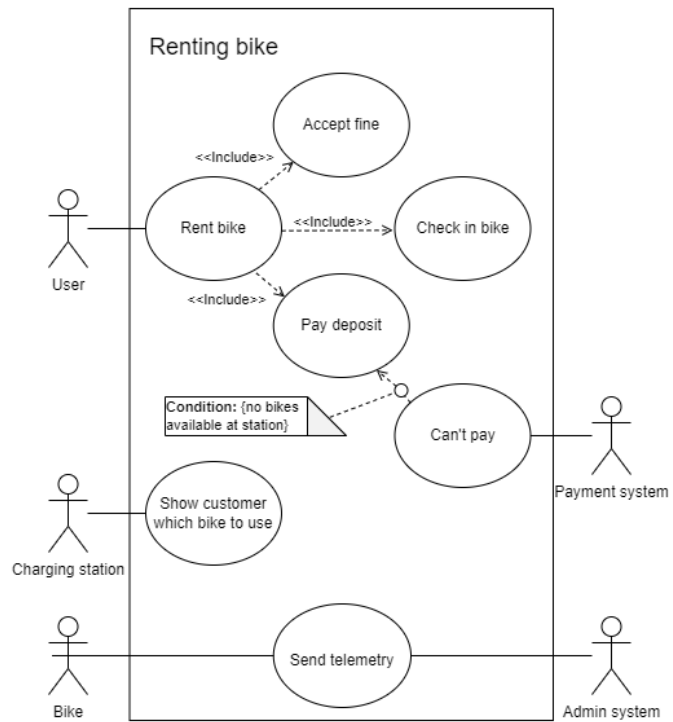 Renting bike
Accept fine
<<Include>>
Rent bike
<<Include>>
Check in bike
User
<<Include>>
Pay deposit
Condition: {no bikes
available at station}
Can't pay
Payment system
Show customer
which bike to use
Charging station
Send telemetry
Bike
Admin system